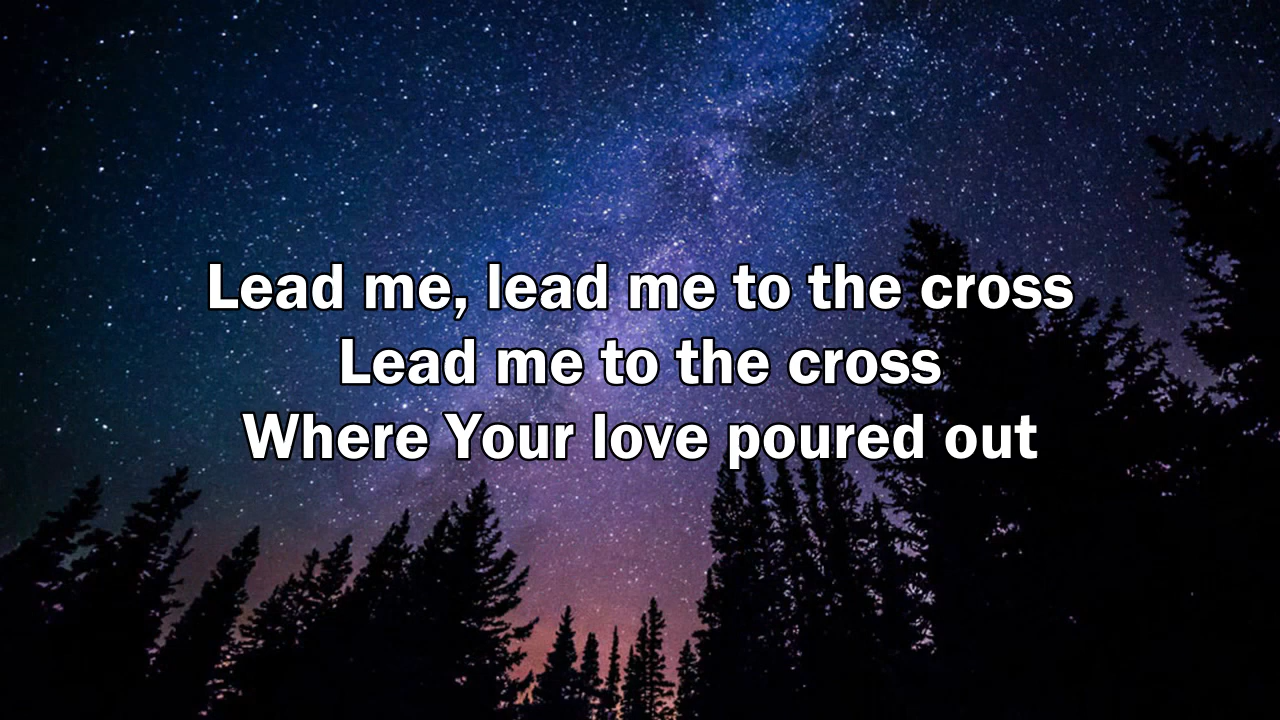 Lead me, lead me to the cross
Lead me to the cross
Where Your love poured out